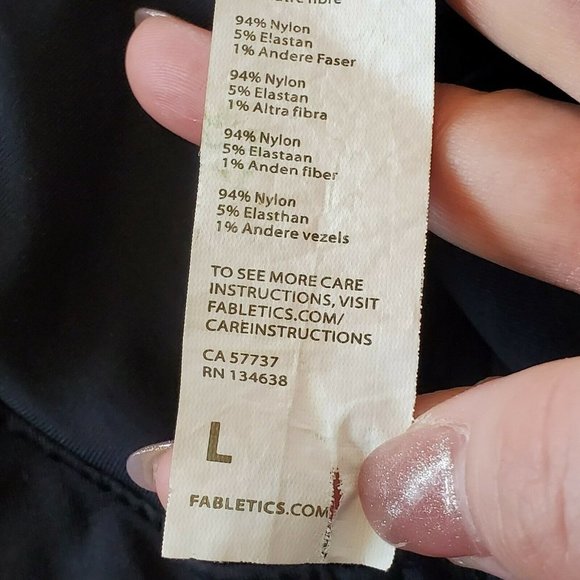 fibre
94% Nylon
5% Elastan
1% Andere Faser
94% Nylon
5% Elastan
1% Altra fibra
94% Nylon
5% Elastaan
1% Anden fiber
94% Nylon
5% Elasthan
1% Andere vezels
TO SEE MORE CARE
INSTRUCTIONS, VISIT
FABLETICS.COM/
CAREINSTRUCTIONS
CA 57737
RN 134638
L
FABLETICS.COM